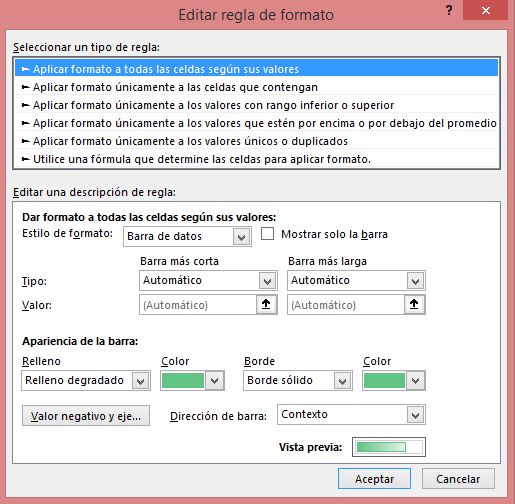 Editar regla de formato
?
Seleccionar un tipo de regla:
► Aplicar formato a todas las celdas según sus valores
► Aplicar formato únicamente a las celdas que contengan
► Aplicar formato únicamente a los valores con rango inferior o superior
► Aplicar formato únicamente a los valores que estén por encima o por debajo del promedio
► Aplicar formato únicamente a los valores únicos o duplicados
► Utilice una fórmula que determine las celdas para aplicar formato.
Editar una descripción de regla:
Dar formato a todas las celdas según sus valores:
Estilo de formato: Barra de datos Mostrar solo la barra
Barra más corta Barra más larga
Tipo: Automático Automático
Valor: (Automático) (Automático)
Apariencia de la barra:
Relleno Color Borde Color
Relleno degradado Borde sólido
Valor negativo y eje... Dirección de barra: Contexto
Vista previa:
Aceptar Cancelar